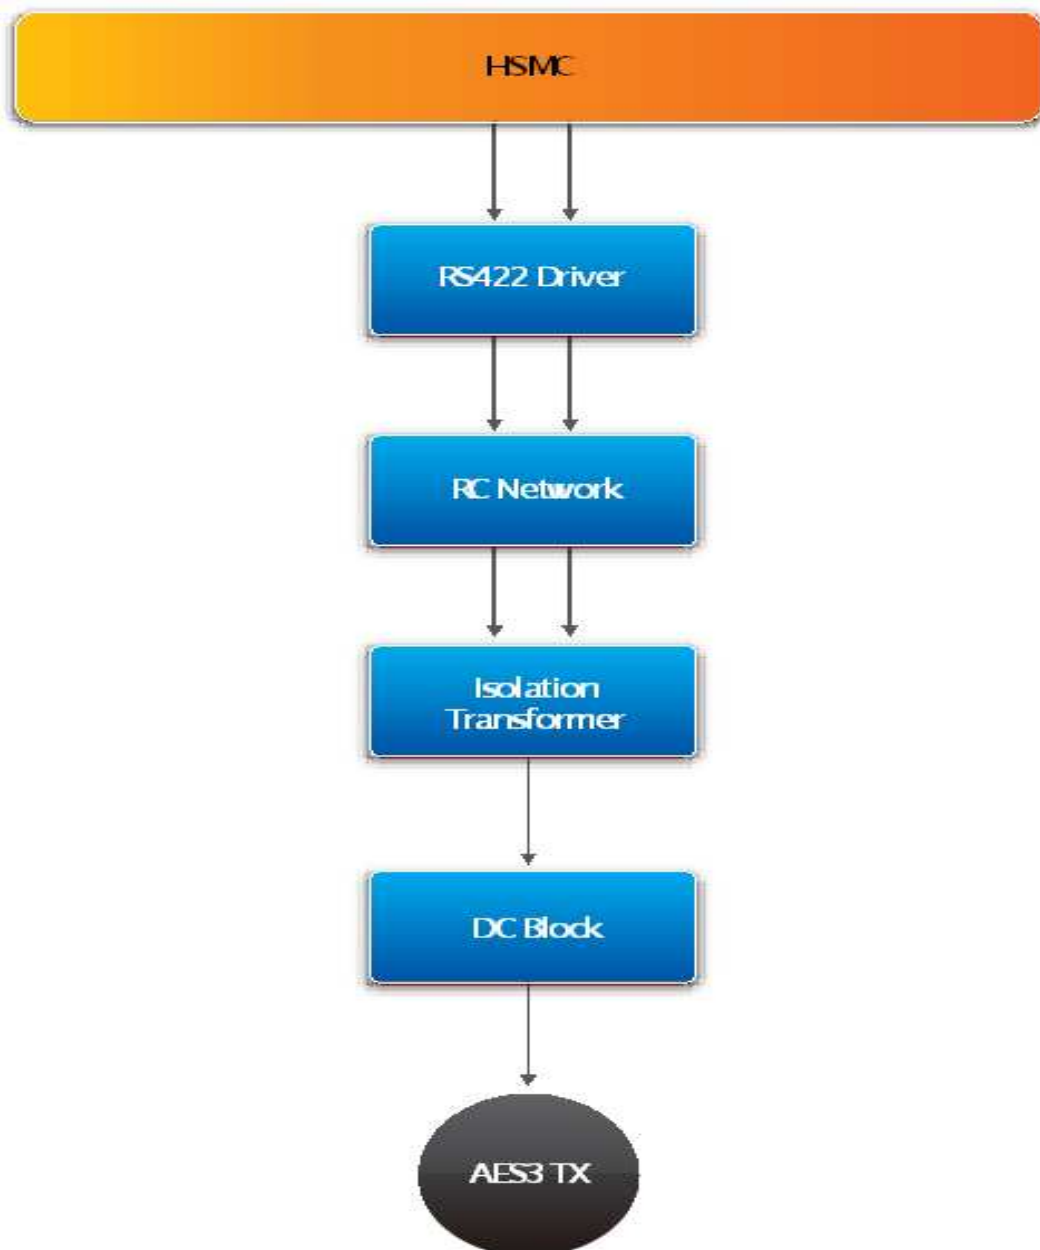 HSMC
RS422 Driver
RC Network
Isolation
Transformer
DC Block
AES3 TX